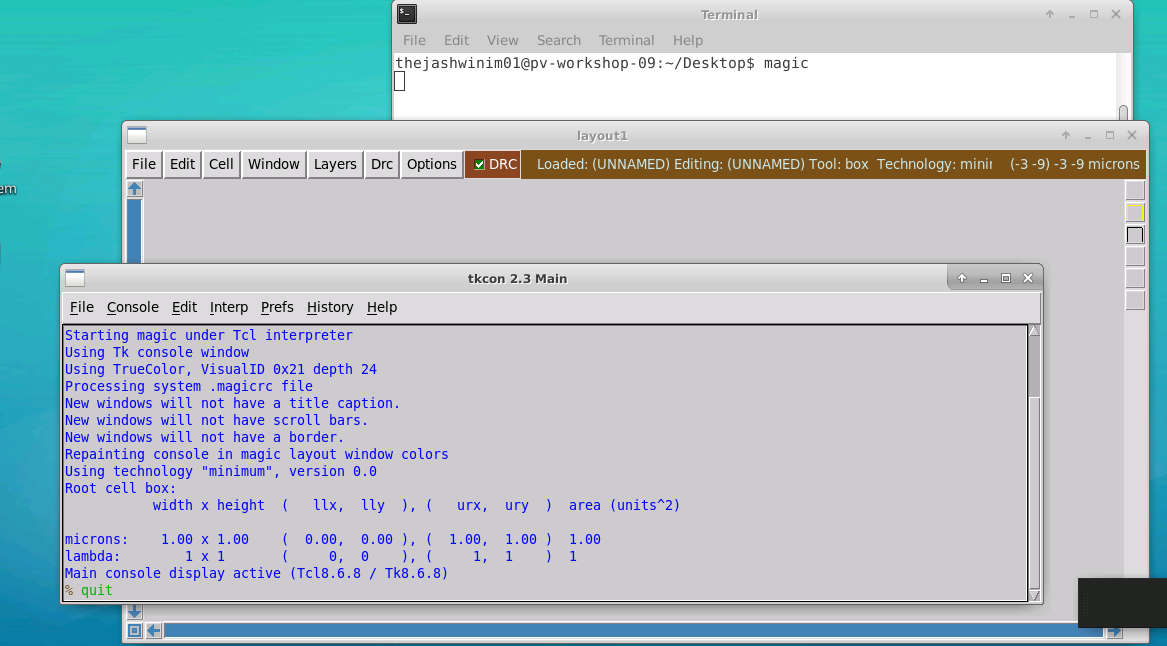 Terminal
File Edit View Search Terminal Help
thejashwinim01@pv-workshop-09:~/Desktop$ magic
layout1
File Edit Cell Window Layers Drc Options DRC Loaded: (UNNAMED) Editing: (UNNAMED) Tool: box Technology: mini (-3 -9) -3 -9 microns
em
tkcon 2.3 Main
File Console Edit Interp Prefs History Help
Starting magic under Tcl interpreter
Using Tk console window
Using TrueColor, VisualID 0x21 depth 24
Processing system .magicrc file
New windows will not have a title caption.
New windows will not have scroll bars.
New windows will not have a border.
Repainting console in magic layout window colors
Using technology "minimum", version 0.0
Root cell box:
width x height ( llx, lly ), ( urx, ury ) area (units^2)
microns: 1.00 x 1.00 ( 0.00, 0.00 ), ( 1.00, 1.00 ) 1.00
lambda: 1 x 1 ( 0, 0 ), ( 1, 1 ) 1
Main console display active (Tcl8.6.8 / Tk8.6.8)
% quit